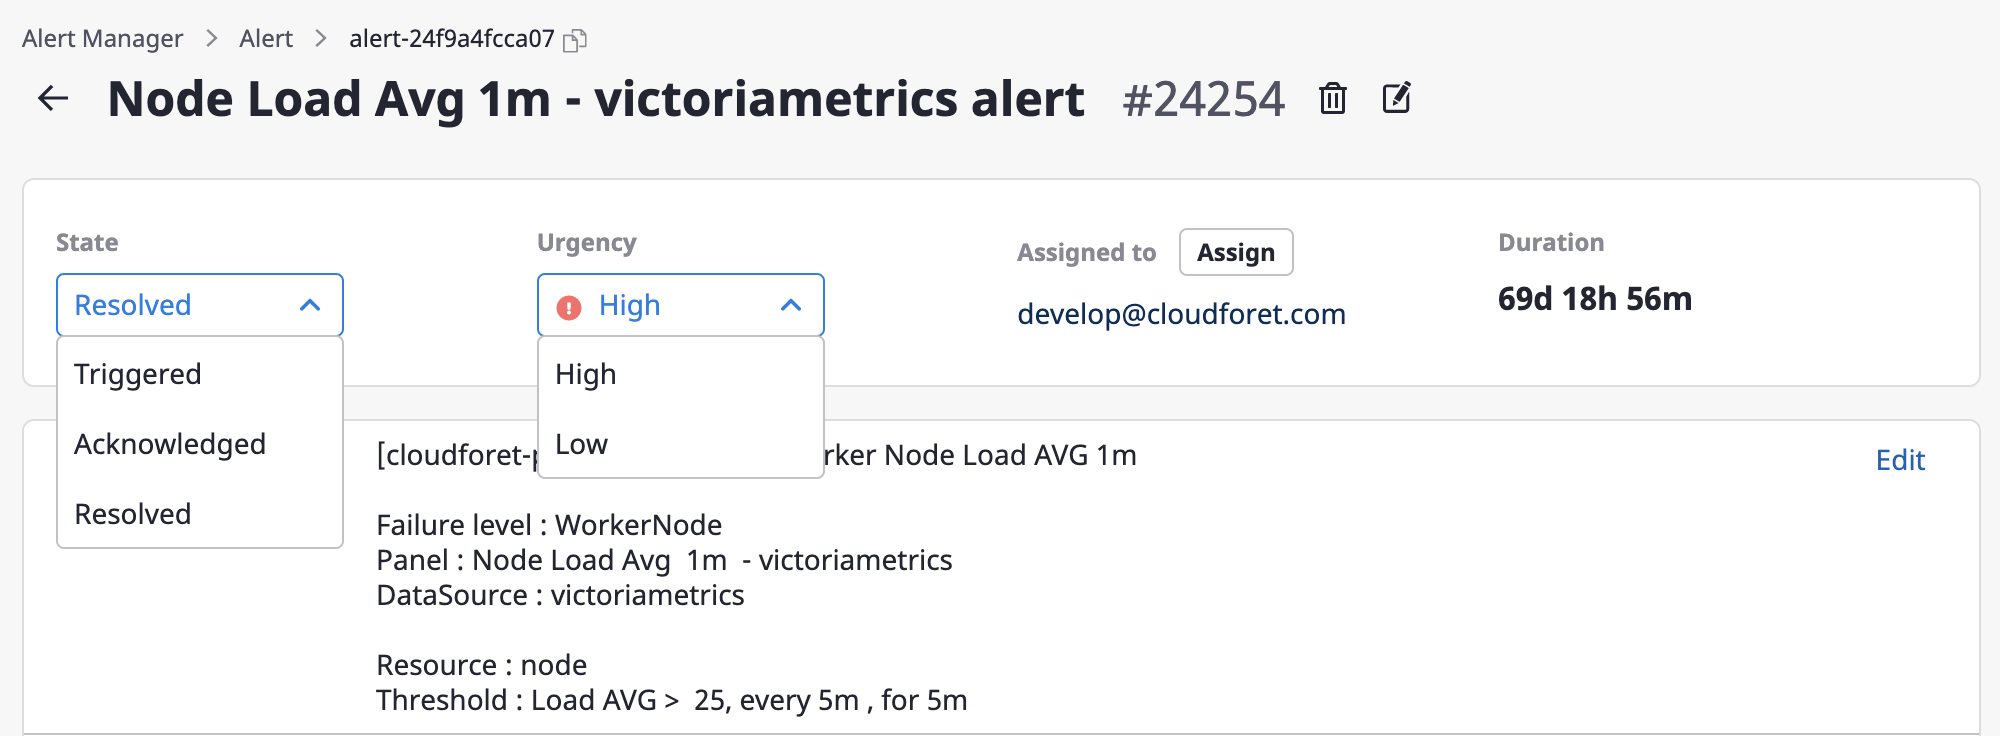 Alert Manager > Alert > alert-24f9a4fcca07
Node Load Avg 1m - victoriametrics alert #24254
State
Resolved
Triggered
Acknowledged
Resolved
Urgency
High
High
Low
Assigned to Assign
develop@cloudforet.com
Duration
69d 18h 56m
[cloudforet- rker Node Load AVG 1m
Edit
Failure level : WorkerNode
Panel : Node Load Avg 1m - victoriametrics
DataSource : victoriametrics
Resource : node
Threshold : Load AVG > 25, every 5m , for 5m